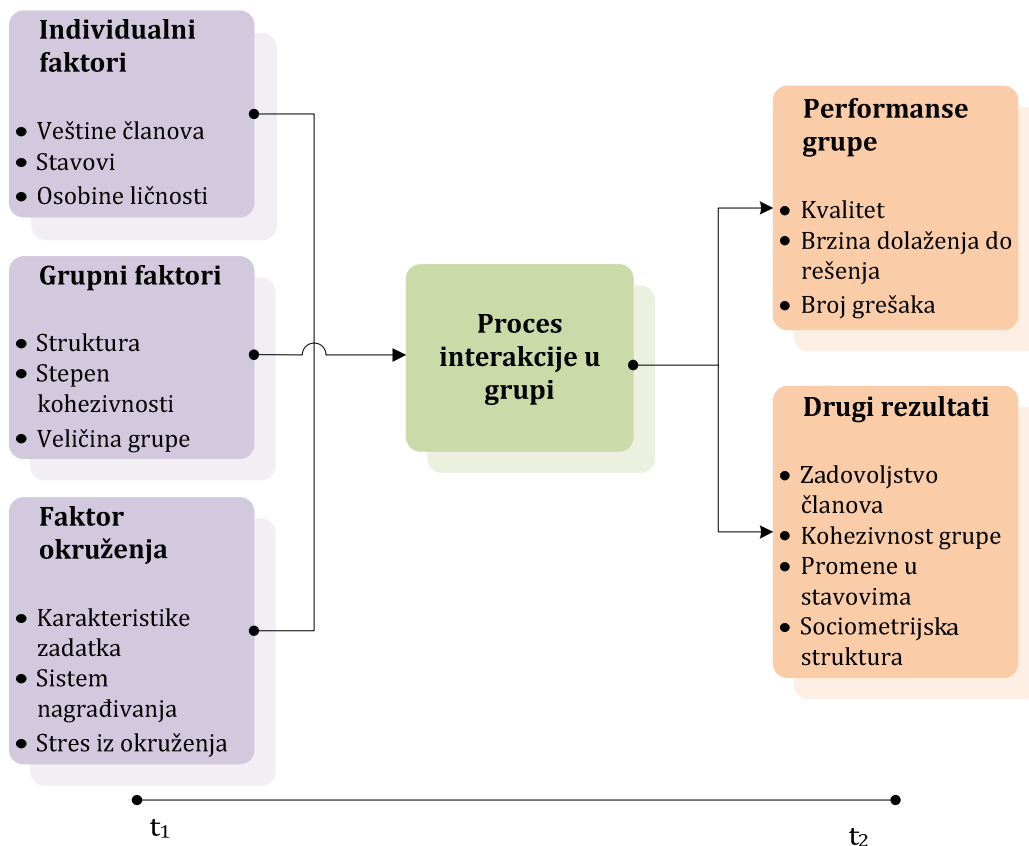 Individualni
faktori
• Veštine članova
• Stavovi
• Osobine ličnosti
Grupni faktori
• Struktura
• Stepen
kohezivnosti
• Veličina grupe
Faktor
okruženja
• Karakteristike
zadatka
• Sistem
nagrađivanja
• Stres iz okruženja
Proces
interakcije u
grupi
Performanse
grupe
• Kvalitet
• Brzina dolaženja do
rešenja
• Broj grešaka
Drugi rezultati
• Zadovoljstvo
članova
• Kohezivnost grupe
• Promene u
stavovima
• Sociometrijska
struktura
t₁
t₂